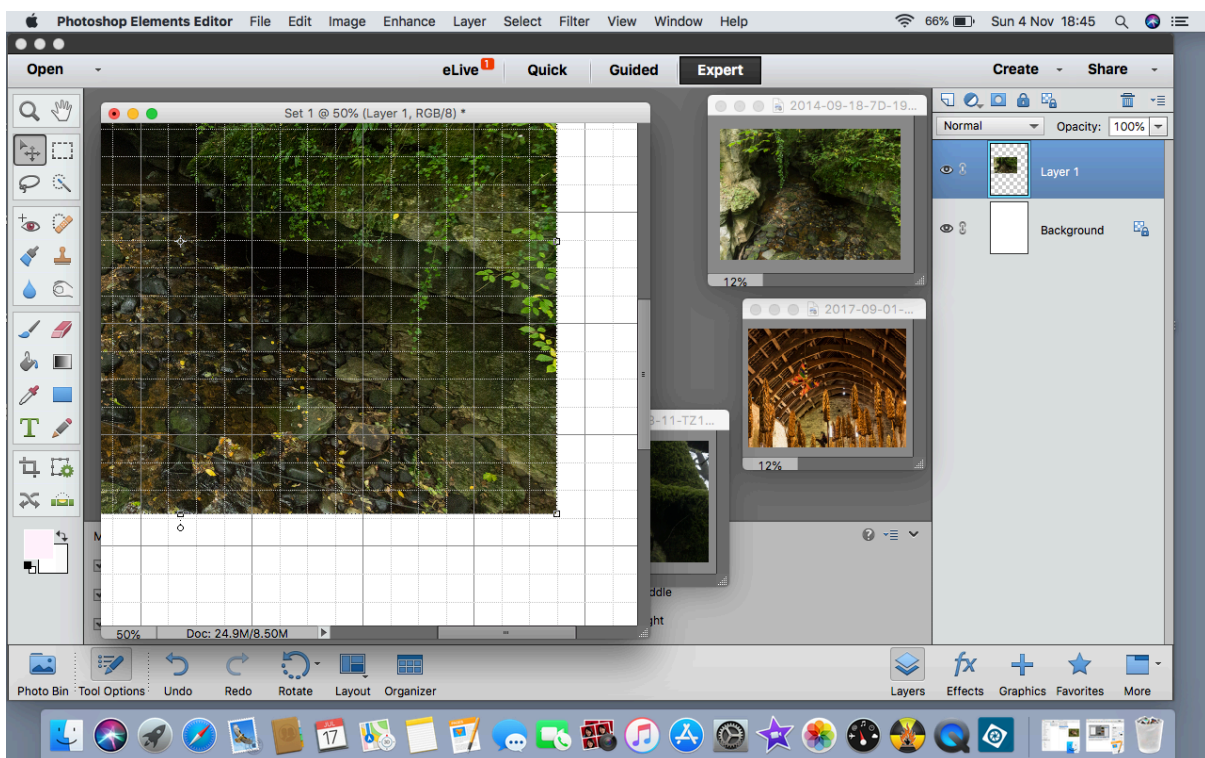 Photoshop Elements Editor File Edit Image Enhance Layer Select Filter View Window Help 66% Sun 4 Nov 18:45
Open eLive 1 Quick Guided Expert Create Share
Set 1 @ 50% (Layer 1, RGB/8) *
2014-09-18-7D-19...
Normal Opacity: 100%
Layer 1
Background
12%
2017-09-01-...
-11-TZ1...
12%
M
ddle
ght
50% Doc: 24.9M/8.50M
Photo Bin Tool Options Undo Redo Rotate Layout Organizer Layers Effects Graphics Favorites More
JUL
17